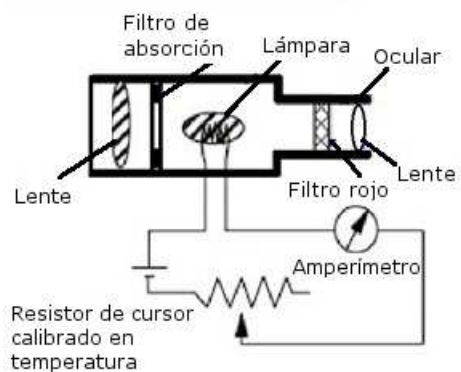 Filtro de
absorción
Lámpara
Ocular
Lente
Filtro rojo
Lente
Amperímetro
Resistor de cursor
calibrado en
temperatura